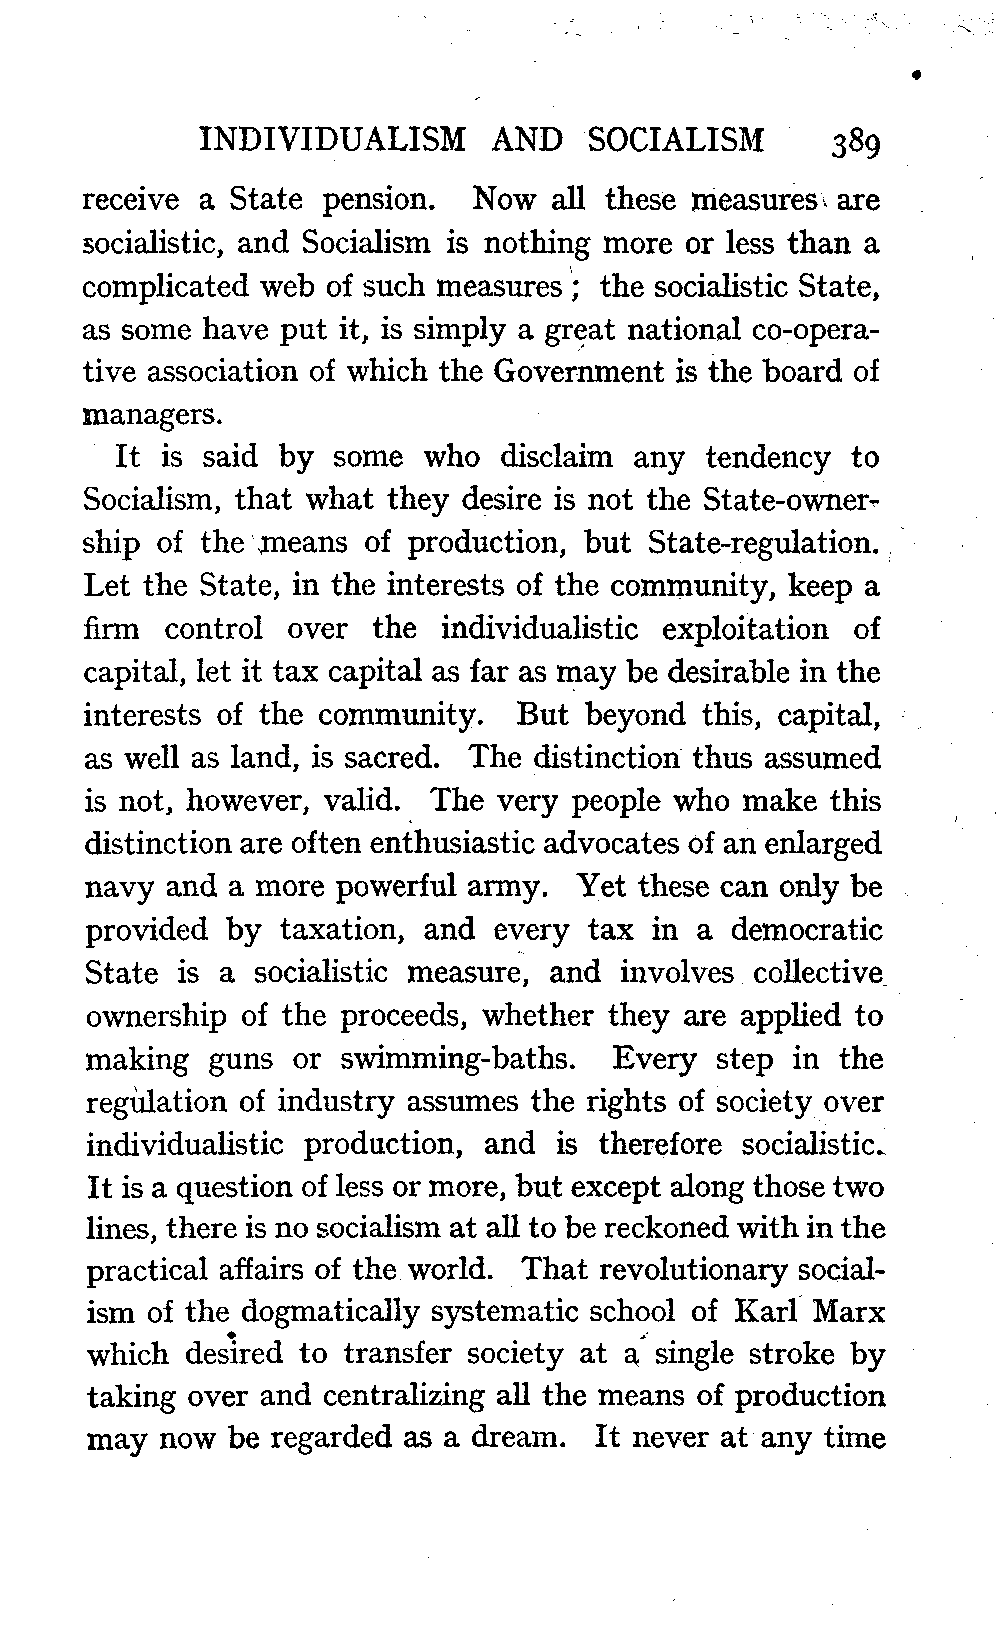 INDIVIDUALISM AND SOCIALISM 389
receive a State pension. Now all these measures are
socialistic, and Socialism is nothing more or less than a
complicated web of such measures ; the socialistic State,
as some have put it, is simply a great national co-opera-
tive association of which the Government is the board of
managers.
It is said by some who disclaim any tendency to
Socialism, that what they desire is not the State-owner-
ship of the means of production, but State-regulation.
Let the State, in the interests of the community, keep a
firm control over the individualistic exploitation of
capital, let it tax capital as far as may be desirable in the
interests of the community. But beyond this, capital,
as well as land, is sacred. The distinction thus assumed
is not, however, valid. The very people who make this
distinction are often enthusiastic advocates of an enlarged
navy and a more powerful army. Yet these can only be
provided by taxation, and every tax in a democratic
State is a socialistic measure, and involves collective
ownership of the proceeds, whether they are applied to
making guns or swimming-baths. Every step in the
regulation of industry assumes the rights of society over
individualistic production, and is therefore socialistic.
It is a question of less or more, but except along those two
lines, there is no socialism at all to be reckoned with in the
practical affairs of the world. That revolutionary social-
ism of the dogmatically systematic school of Karl Marx
which desired to transfer society at a single stroke by
taking over and centralizing all the means of production
may now be regarded as a dream. It never at any time